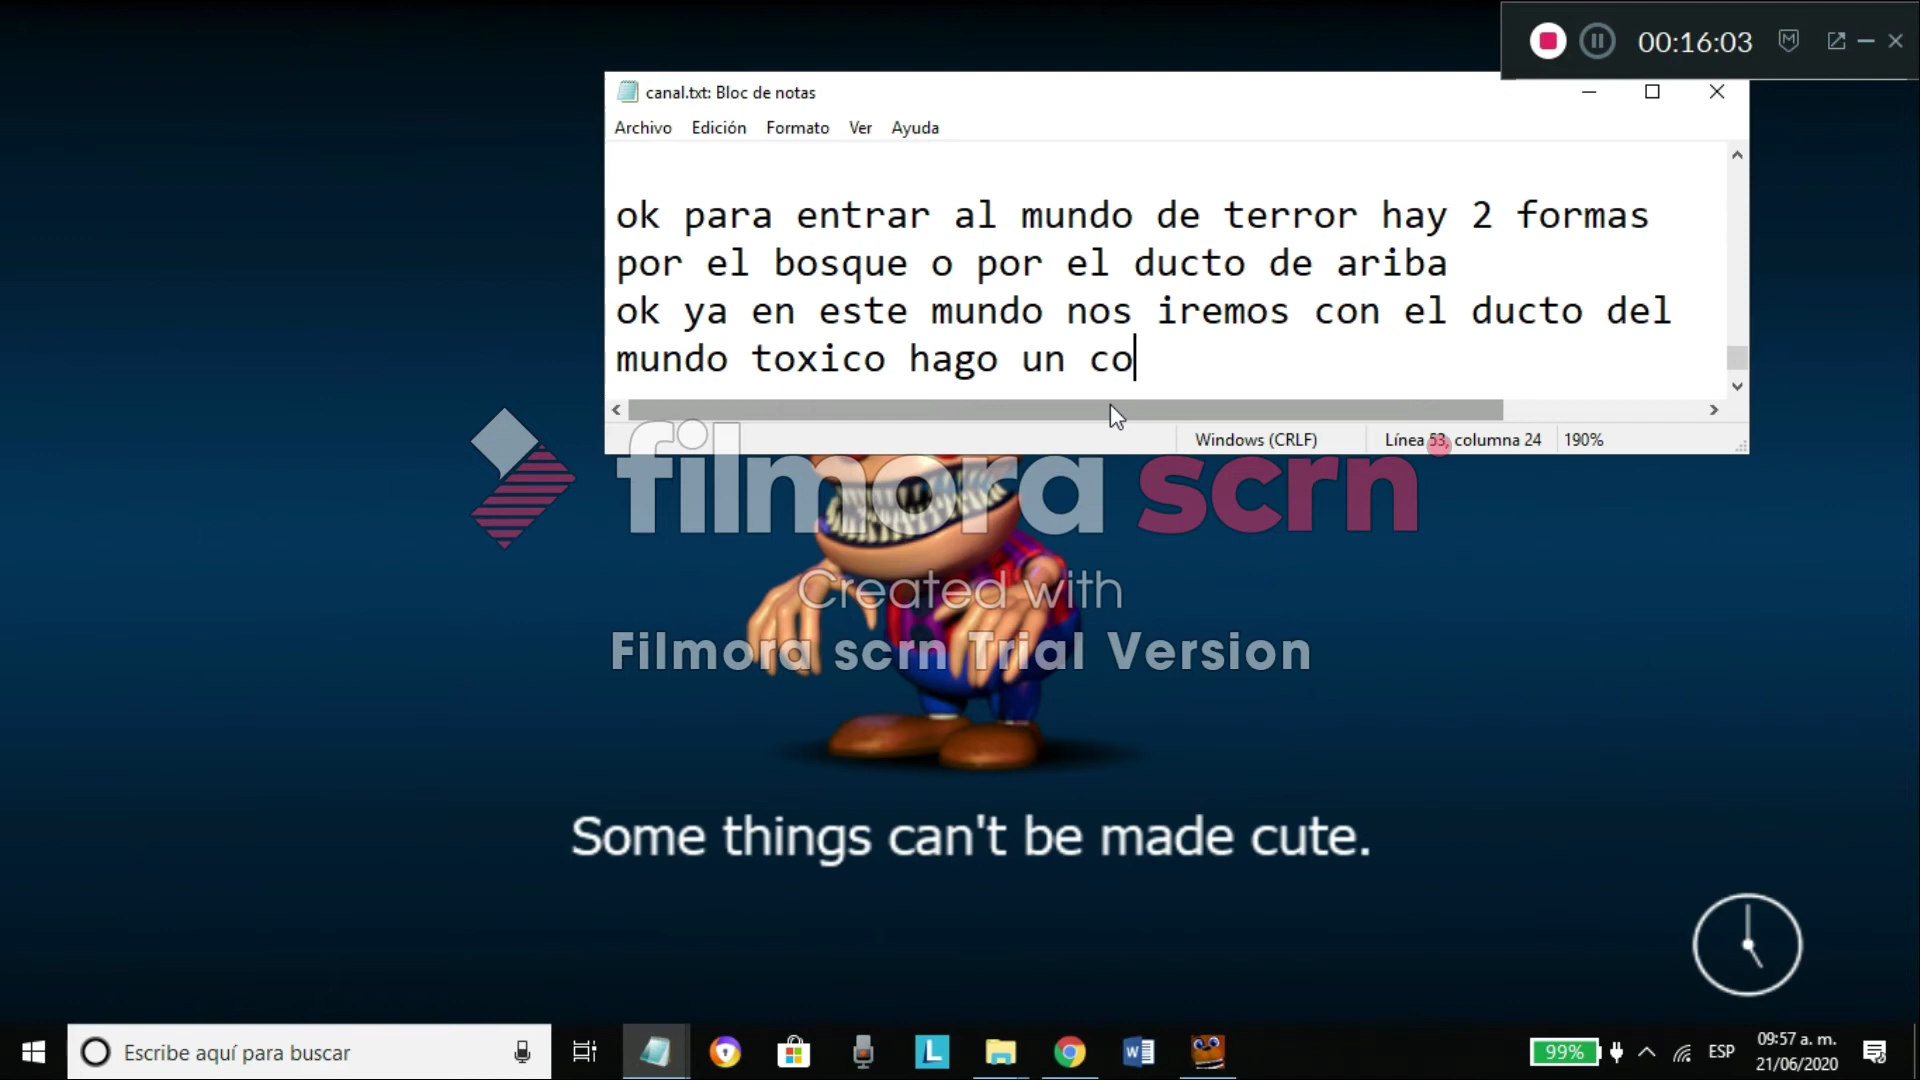 00:16:03
canal.txt: Bloc de notas
Archivo Edición Formato Ver Ayuda
ok para entrar al mundo de terror hay 2 formas
por el bosque o por el ducto de ariba
ok ya en este mundo nos iremos con el ducto del
mundo toxico hago un co
Windows (CRLF) Línea 53, columna 24 190%
filmora scrn
Created with
Filmora scrn Trial Version
Some things can't be made cute.
Escribe aquí para buscar
L
W
99%
ESP
09:57 a. m.
21/06/2020